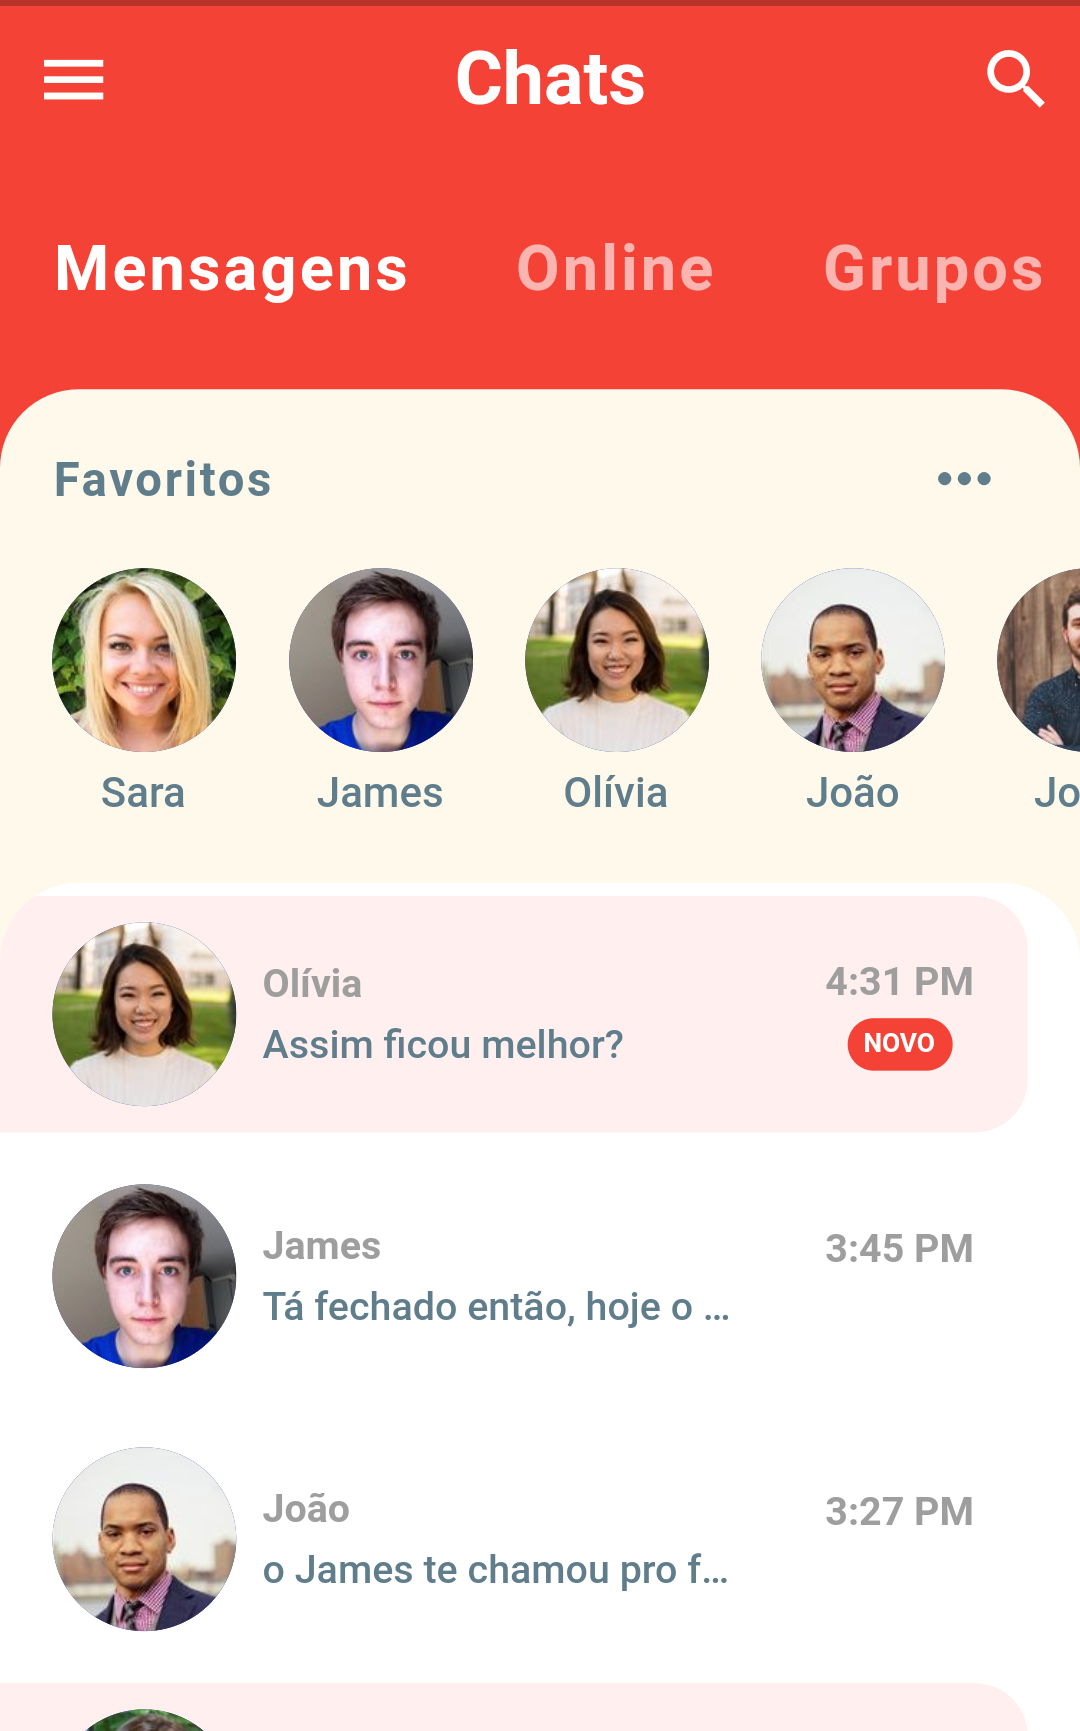 Chats
Mensagens Online Grupos
Favoritos
Sara James Olívia João Jo
Olívia 4:31 PM
Assim ficou melhor? NOVO
James 3:45 PM
Tá fechado então, hoje o ...
João 3:27 PM
o James te chamou pro f...